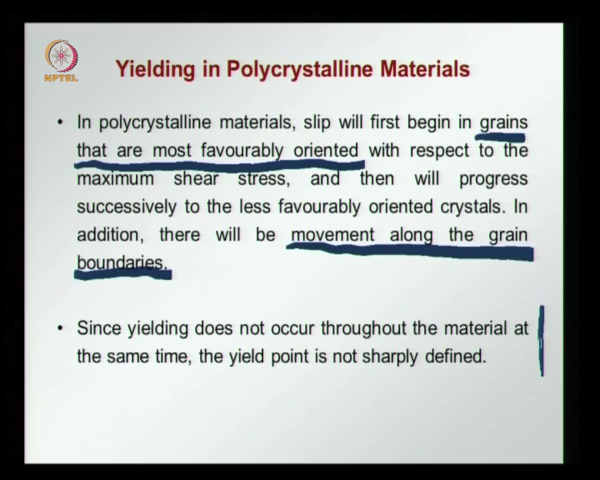 NPTEL
Yielding in Polycrystalline Materials
• In polycrystalline materials, slip will first begin in grains
that are most favourably oriented with respect to the
maximum shear stress, and then will progress
successively to the less favourably oriented crystals. In
addition, there will be movement along the grain
boundaries.
• Since yielding does not occur throughout the material at
the same time, the yield point is not sharply defined.